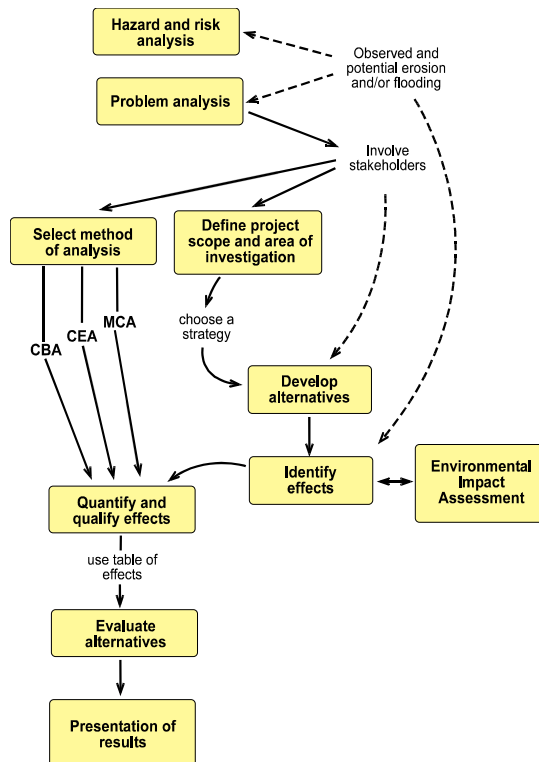 Hazard and risk
analysis
Observed and
potential erosion
and/or flooding
Problem analysis
Involve
stakeholders
Select method
of analysis
Define project
scope and area of
investigation
CBA
CEA
MCA
choose a
strategy
Develop
alternatives
Identify
effects
Environmental
Impact
Assessment
Quantify and
qualify effects
use table of
effects
Evaluate
alternatives
Presentation of
results